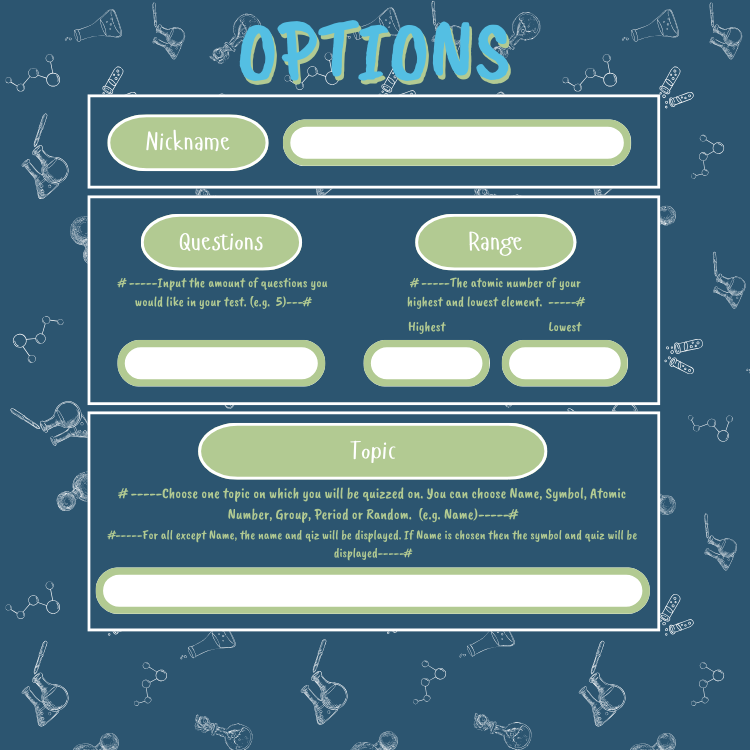 OPTIONS
Nickname
Questions
Range
# -----Input the amount of questions you
would like in your test. (e.g. 5)---#
# -----The atomic number of your
highest and lowest element. -----#
Highest
Lowest
Topic
# -----Choose one topic on which you will be quizzed on. You can choose Name, Symbol, Atomic
Number, Group, Period or Random. (e.g. Name)-----#
#-----For all except Name, the name and qiz will be displayed. If Name is chosen then the symbol and quiz will be
displayed-----#